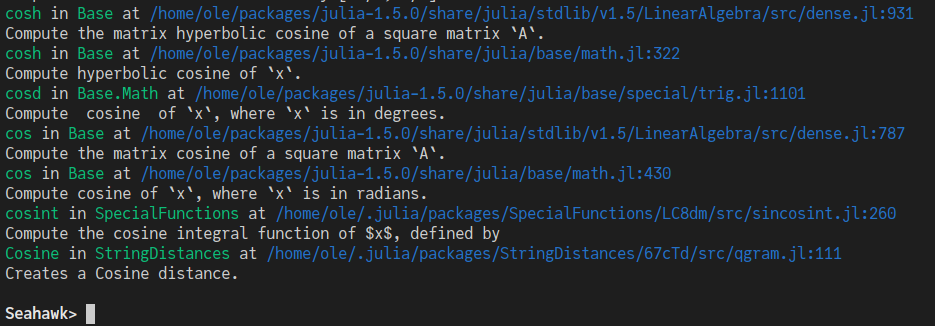 cosh in Base at /home/ole/packages/julia-1.5.0/share/julia/stdlib/v1.5/LinearAlgebra/src/dense.jl:931
Compute the matrix hyperbolic cosine of a square matrix `A`.
cosh in Base at /home/ole/packages/julia-1.5.0/share/julia/base/math.jl:322
Compute hyperbolic cosine of `x`.
cosd in Base.Math at /home/ole/packages/julia-1.5.0/share/julia/base/special/trig.jl:1101
Compute  cosine  of `x`, where `x` is in degrees.
cos in Base at /home/ole/packages/julia-1.5.0/share/julia/stdlib/v1.5/LinearAlgebra/src/dense.jl:787
Compute the matrix cosine of a square matrix `A`.
cos in Base at /home/ole/packages/julia-1.5.0/share/julia/base/math.jl:430
Compute cosine of `x`, where `x` is in radians.
cosint in SpecialFunctions at /home/ole/.julia/packages/SpecialFunctions/LC8dm/src/sincosint.jl:260
Compute the cosine integral function of $x$, defined by
Cosine in StringDistances at /home/ole/.julia/packages/StringDistances/67cTd/src/qgram.jl:111
Creates a Cosine distance.
Seahawk>